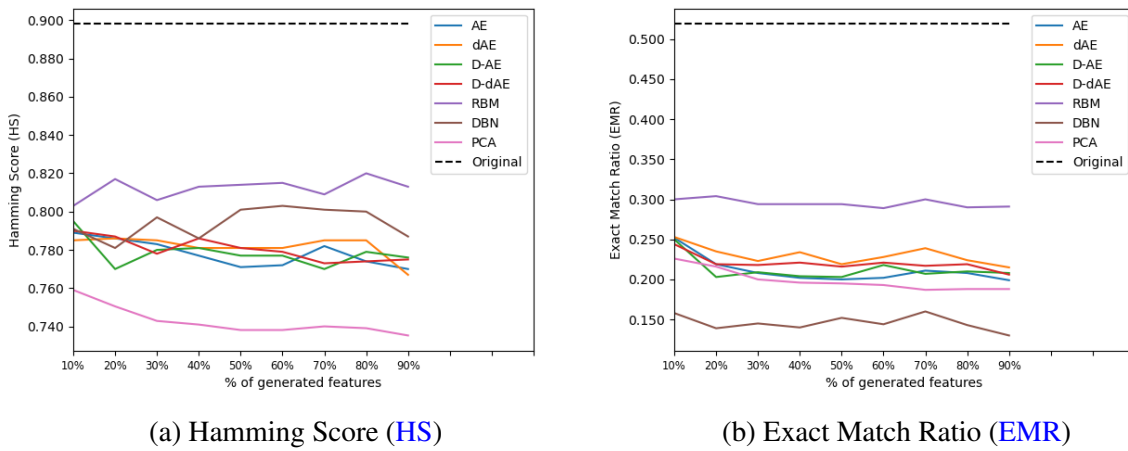 0.900
0.880
0.860
0.840
0.820
0.800
0.780
0.760
0.740
Hamming Score (HS)
10% 20% 30% 40% 50% 60% 70% 80% 90%
% of generated features
AE
dAE
D-AE
D-dAE
RBM
DBN
PCA
Original
(a) Hamming Score (HS)
0.500
0.450
0.400
0.350
0.300
0.250
0.200
0.150
Exact Match Ratio (EMR)
10% 20% 30% 40% 50% 60% 70% 80% 90%
% of generated features
AE
dAE
D-AE
D-dAE
RBM
DBN
PCA
Original
(b) Exact Match Ratio (EMR)